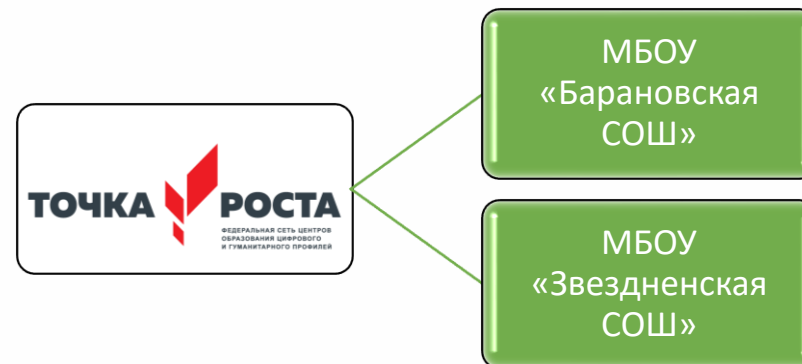 ТОЧКА РОСТА
ФЕДЕРАЛЬНАЯ СЕТЬ ЦЕНТРОВ
ОБРАЗОВАНИЯ ЦИФРОВОГО
И ГУМАНИТАРНОГО ПРОФИЛЕЙ
МБОУ
«Барановская
СОШ»
МБОУ
«Звездненская
СОШ»